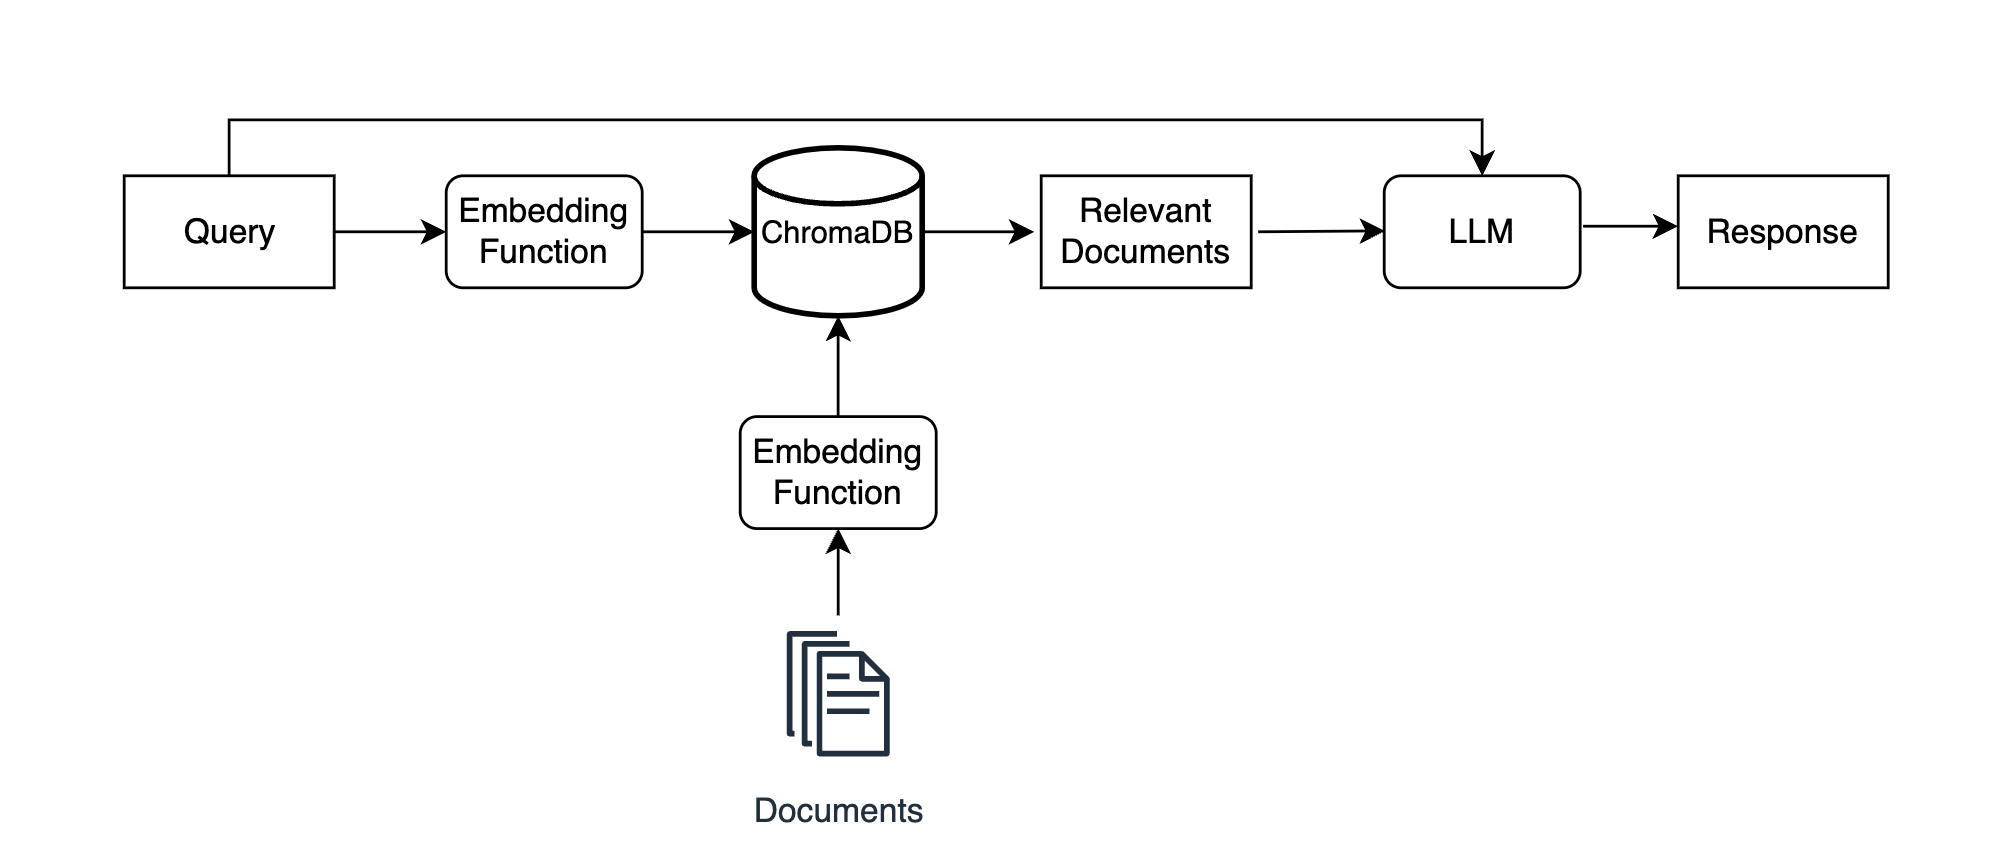 Query
Embedding
Function
ChromaDB
Relevant
Documents
LLM
Response
Embedding
Function
Documents